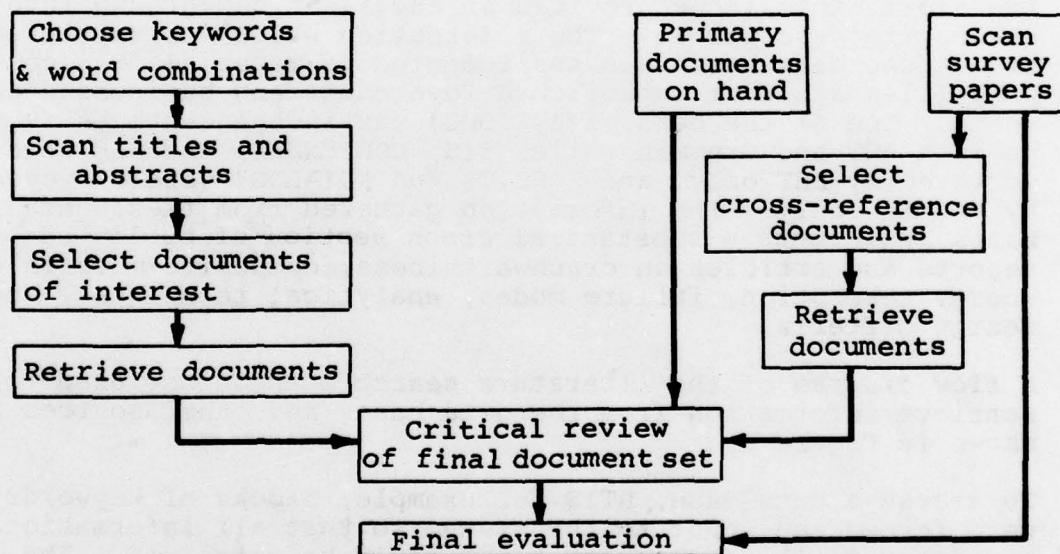 Choose keywords
& word combinations
Scan titles and
abstracts
Select documents
of interest
Retrieve documents
Primary
documents
on hand
Scan
survey
papers
Select
cross-reference
documents
Retrieve
documents
Critical review
of final document set
Final evaluation